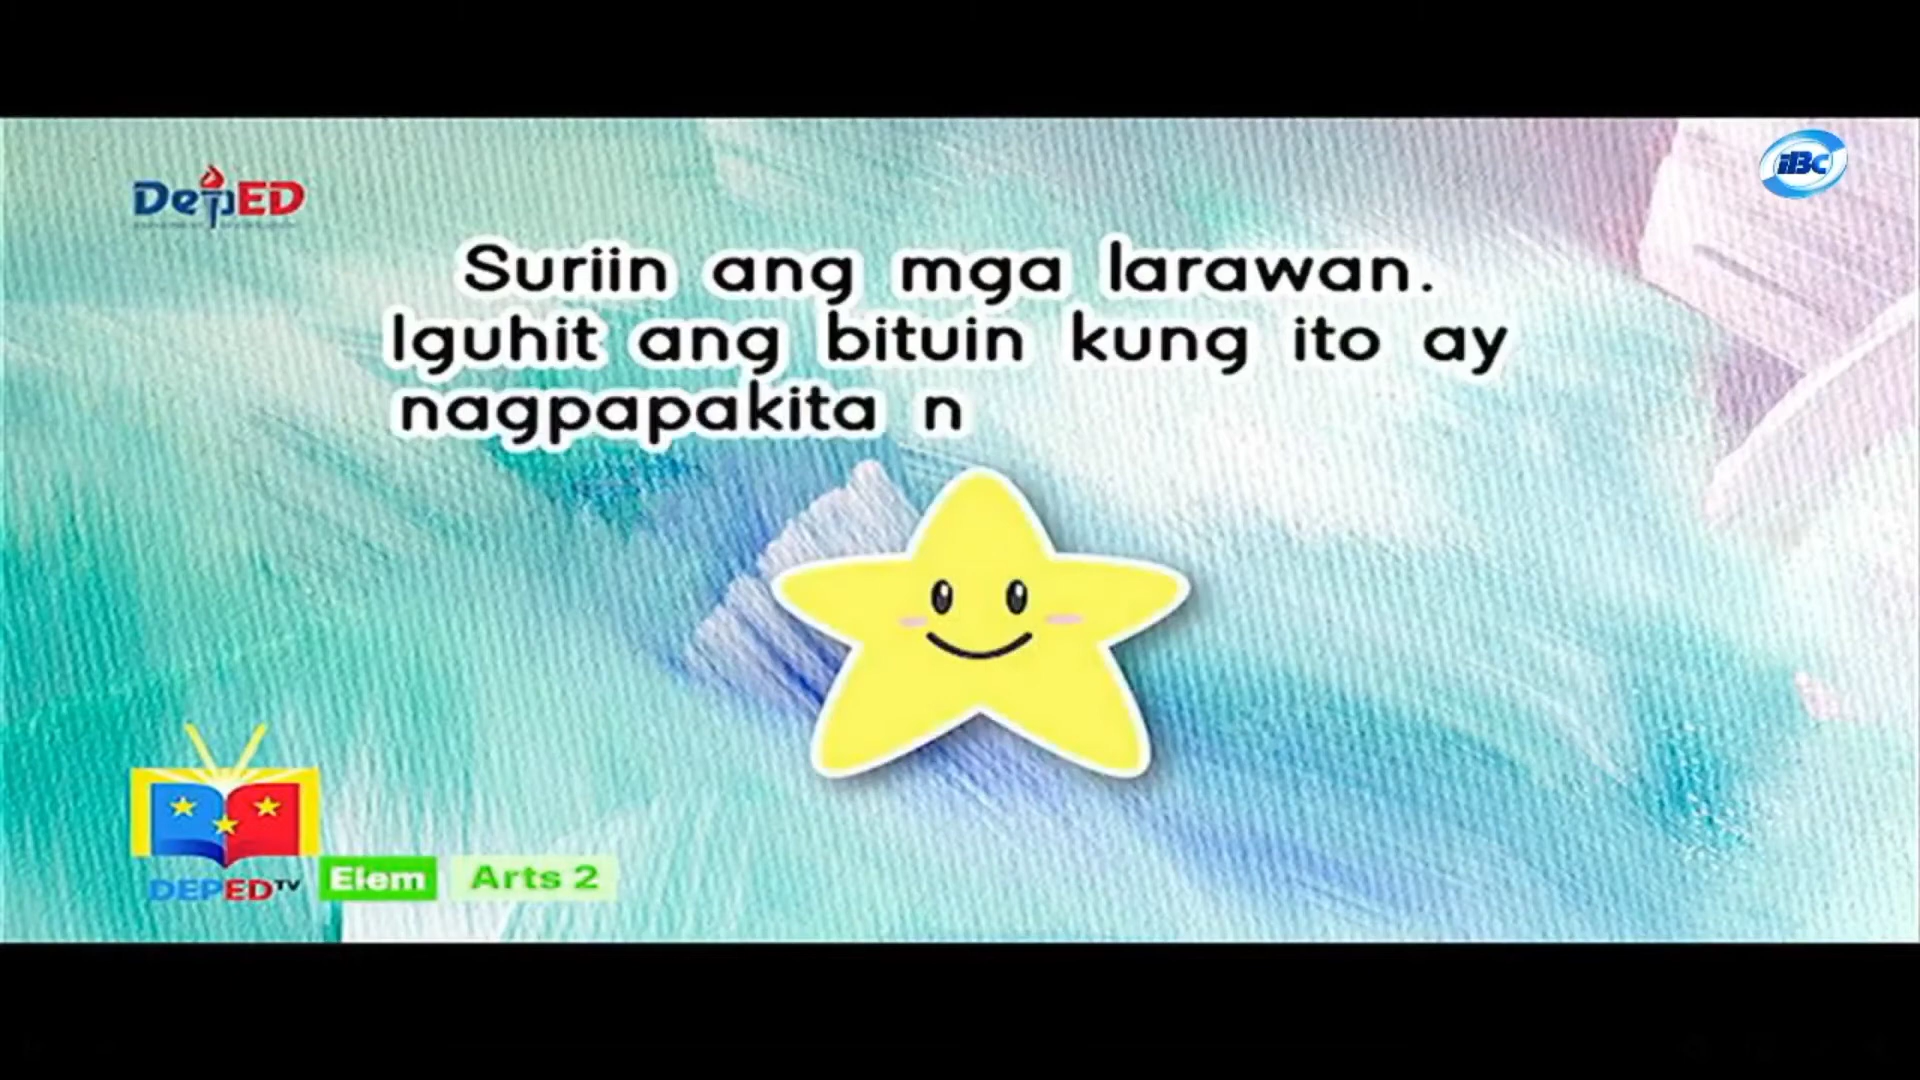 DepED
iBC
Suriin ang mga larawan.
Iguhit ang bituin kung ito ay
nagpapakita n
DEPED TV
Elem
Arts 2